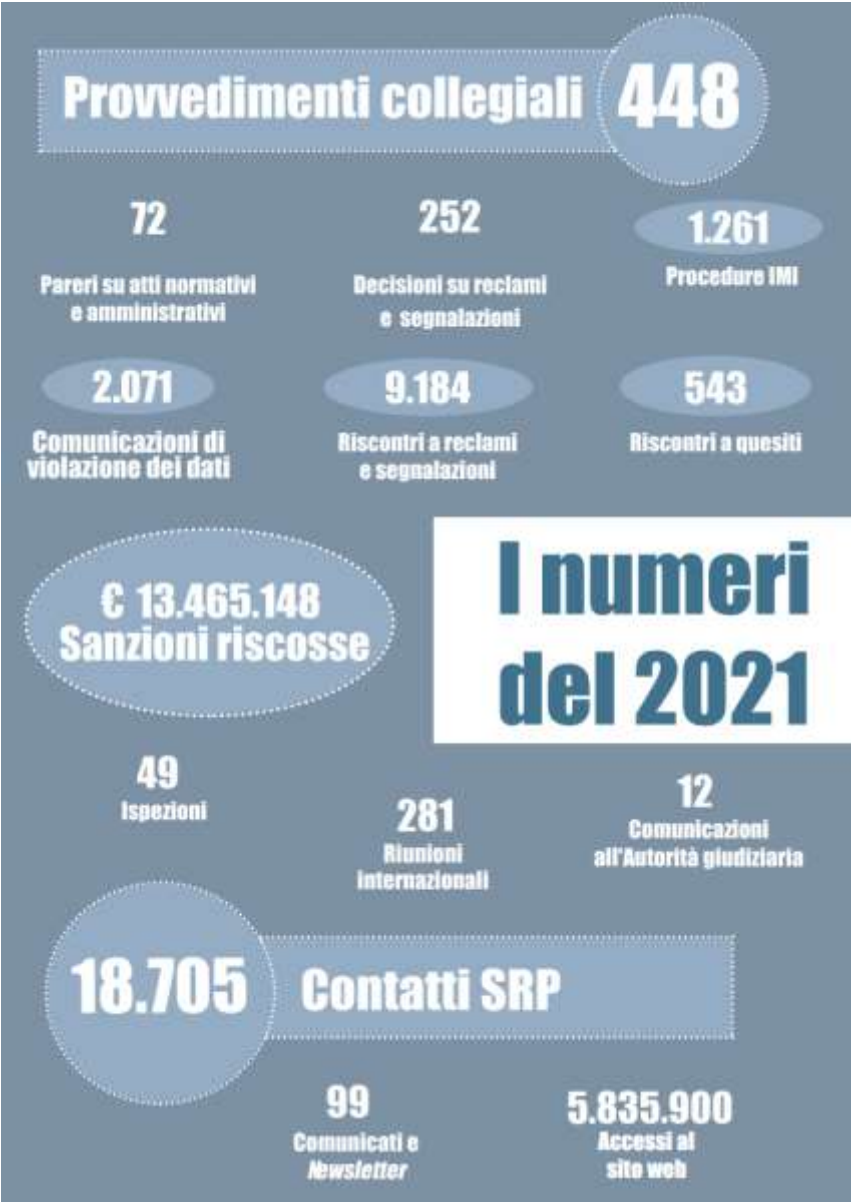 Provvedimenti collegiali 448
72
Pareri su atti normativi
e amministrativi
252
Decisioni su reclami
e segnalazioni
1.261
Procedure IMI
2.071
Comunicazioni di
violazione dei dati
9.184
Riscontri a reclami
e segnalazioni
543
Riscontri a quesiti
€ 13.465.148
Sanzioni riscosse
I numeri
del 2021
49
Ispezioni
281
Riunioni
internazionali
12
Comunicazioni
all'Autorità giudiziaria
18.705 Contatti SRP
99
Comunicati e
Newsletter
5.835.900
Accessi al
sito web